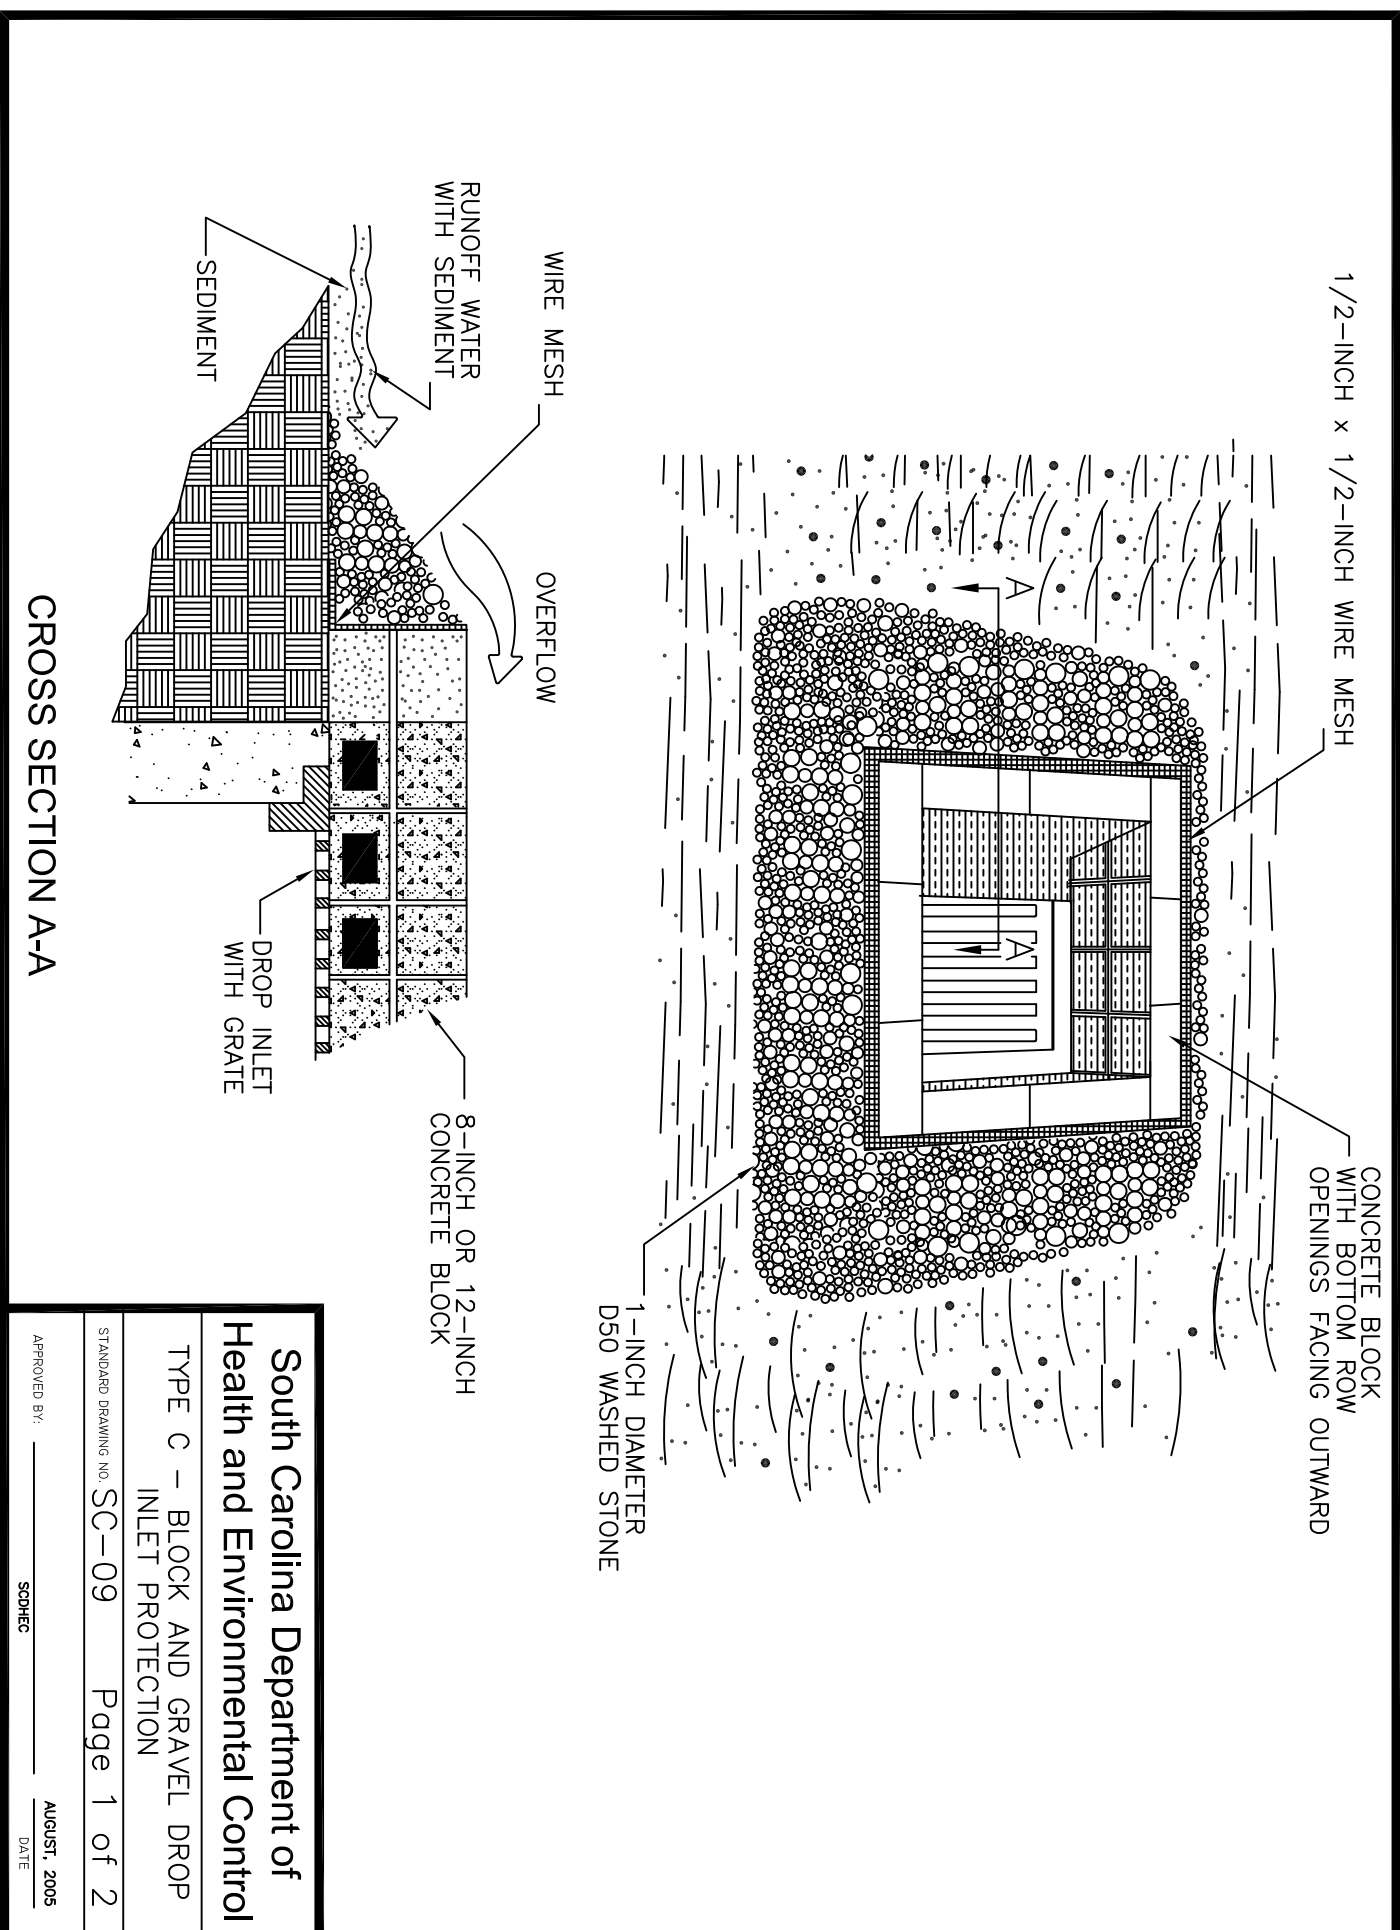 1/2-INCH x 1/2-INCH WIRE MESH
CONCRETE BLOCK
WITH BOTTOM ROW
OPENINGS FACING OUTWARD
A
A
1-INCH DIAMETER
D50 WASHED STONE
WIRE MESH
OVERFLOW
RUNOFF WATER
WITH SEDIMENT
8-INCH OR 12-INCH
CONCRETE BLOCK
SEDIMENT
DROP INLET
WITH GRATE
CROSS SECTION A-A
South Carolina Department of
Health and Environmental Control
TYPE C - BLOCK AND GRAVEL DROP
INLET PROTECTION
STANDARD DRAWING NO. SC-09 Page 1 of 2
SCDHEC AUGUST, 2005
APPROVED BY: DATE